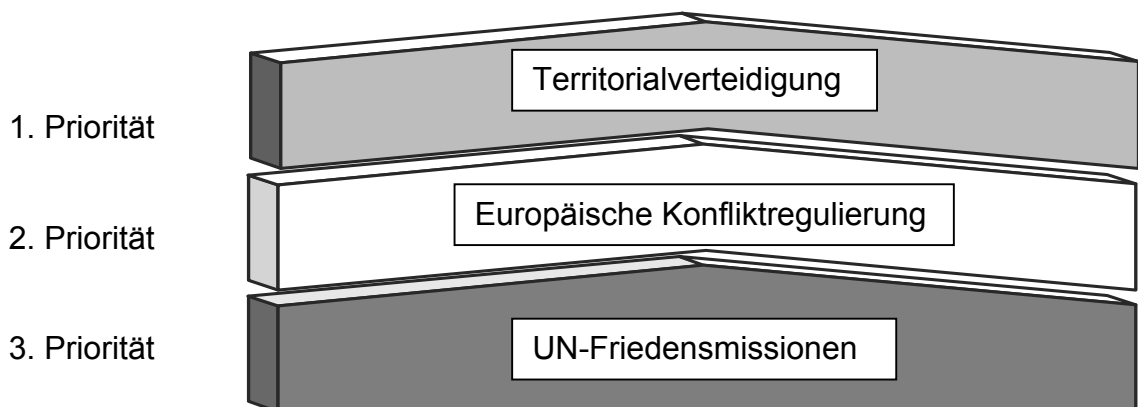 Territorialverteidigung
1. Priorität
Europäische Konfliktregulierung
2. Priorität
UN-Friedensmissionen
3. Priorität